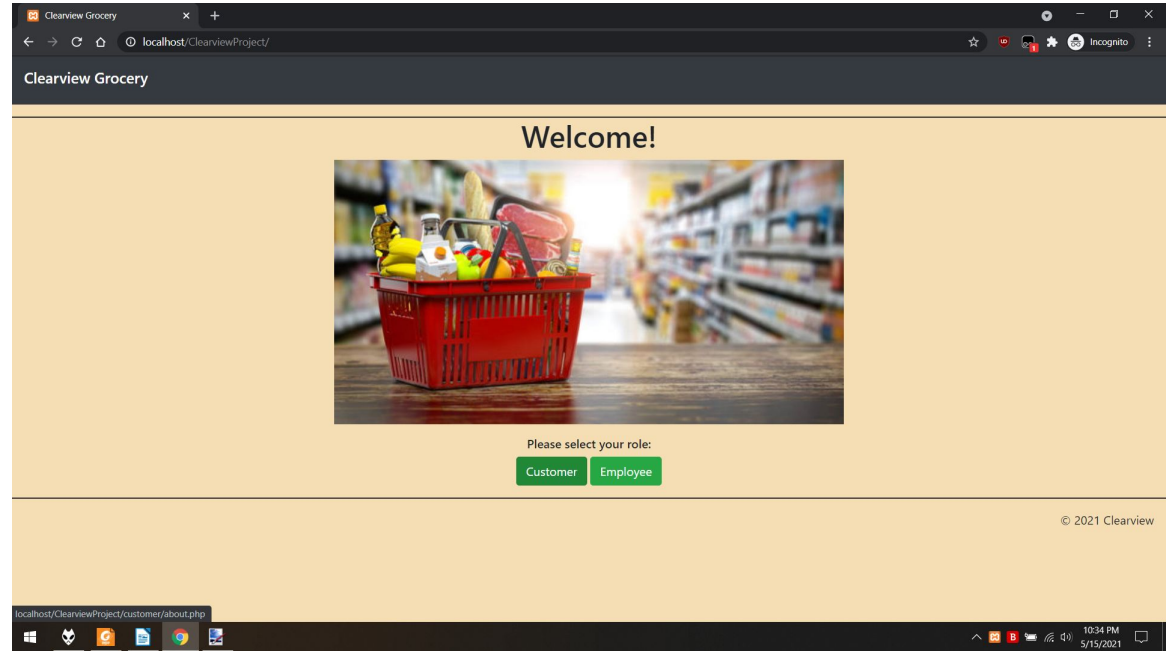 Clearview Grocery
localhost/ClearviewProject/
Incognito
Clearview Grocery
Welcome!
Please select your role:
Customer Employee
© 2021 Clearview
localhost/ClearviewProject/customer/about.php
10:34 PM
5/15/2021